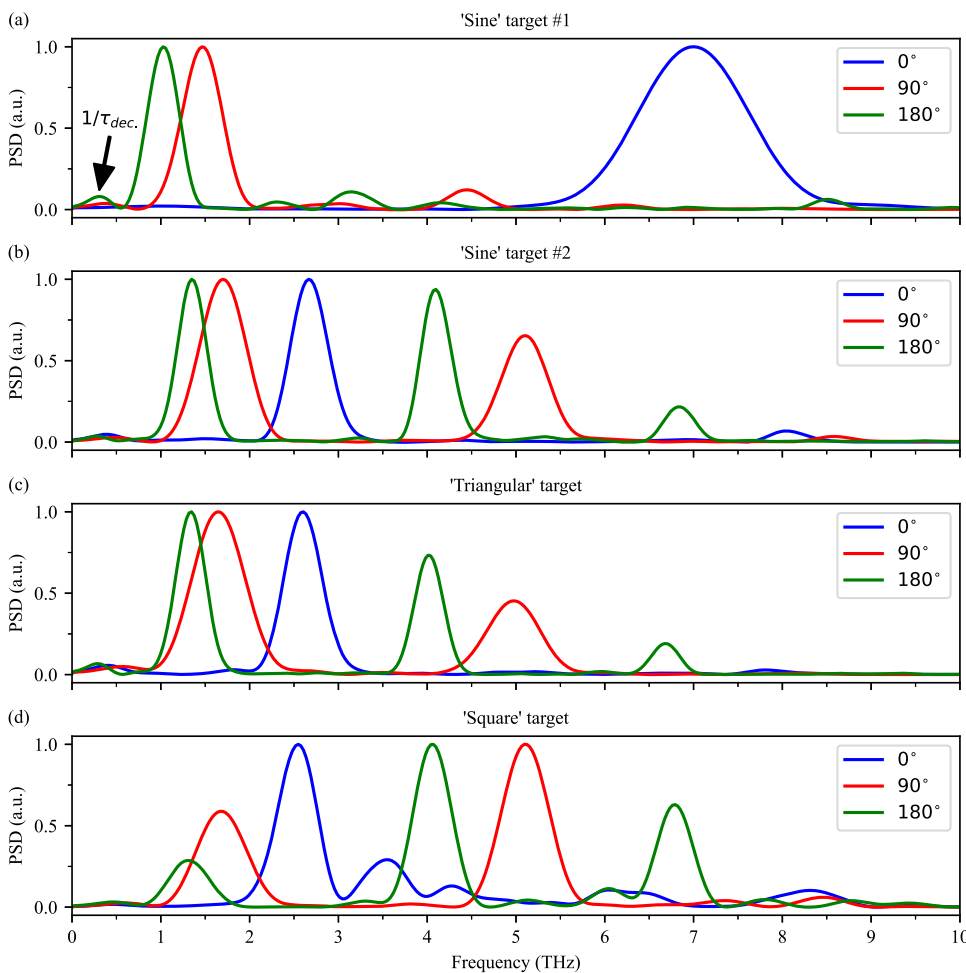 (a)
'Sine' target #1
PSD (a.u.)
1.0
0.5
0.0
1/τdec.
0°
90°
180°
(b)
'Sine' target #2
PSD (a.u.)
1.0
0.5
0.0
0°
90°
180°
(c)
'Triangular' target
PSD (a.u.)
1.0
0.5
0.0
0°
90°
180°
(d)
'Square' target
PSD (a.u.)
1.0
0.5
0.0
0°
90°
180°
0 1 2 3 4 5 6 7 8 9 10
Frequency (THz)